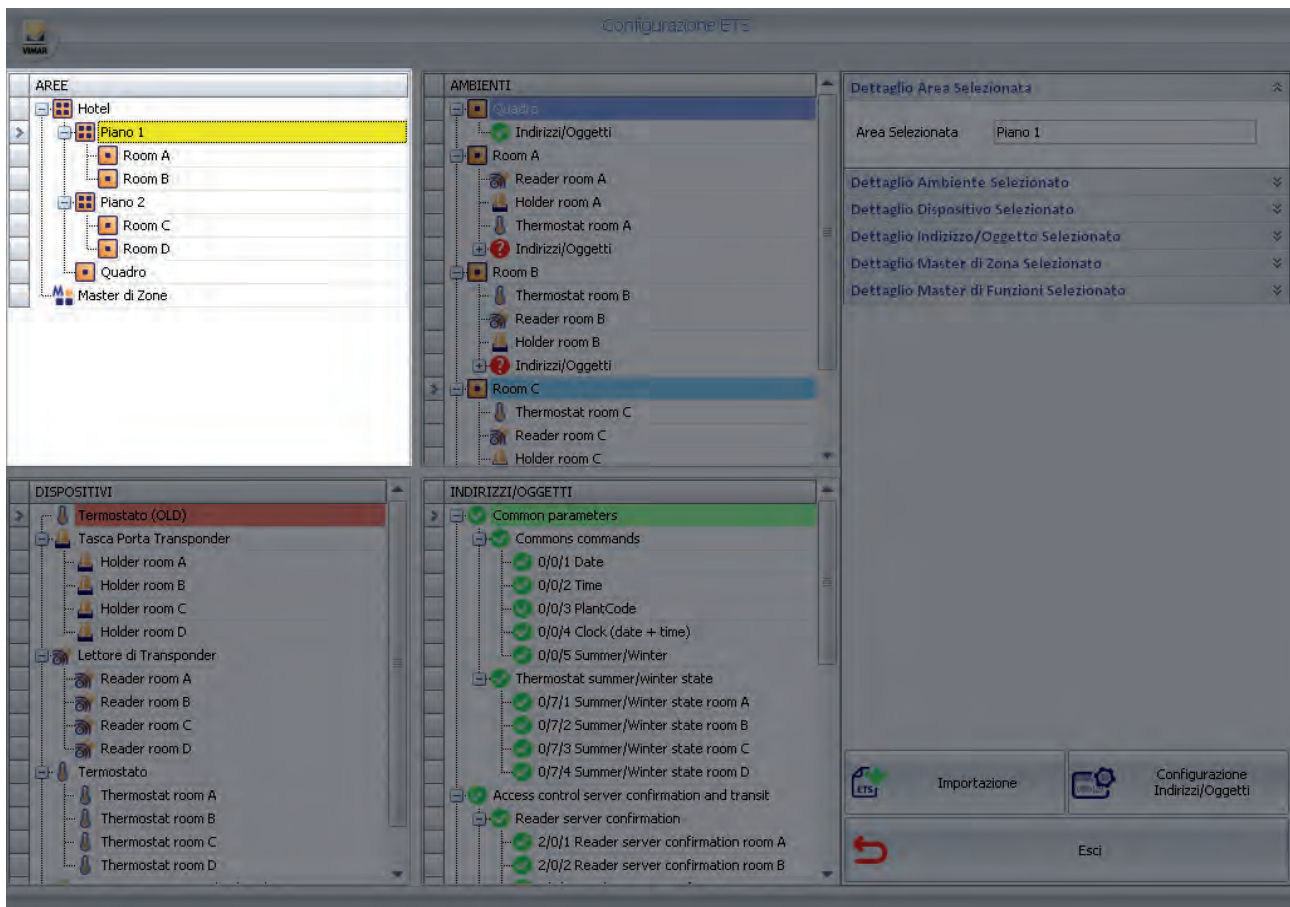 Configurazione ETS
VIMAR
AREE
Hotel
Piano 1
Room A
Room B
Piano 2
Room C
Room D
Quadro
Master di Zone
AMBIENTI
Quadro
Indirizzi/Oggetti
Room A
Reader room A
Holder room A
Thermostat room A
Indirizzi/Oggetti
Room B
Thermostat room B
Reader room B
Holder room B
Indirizzi/Oggetti
Room C
Thermostat room C
Reader room C
Holder room C
Dettaglio Area Selezionata
Area Selezionata Piano 1
Dettaglio Ambiente Selezionato
Dettaglio Dispositivo Selezionato
Dettaglio Indizizzo/Oggetto Selezionato
Dettaglio Master di Zona Selezionato
Dettaglio Master di Funzioni Selezionato
DISPOSITIVI
Termostato (OLD)
Tasca Porta Transponder
Holder room A
Holder room B
Holder room C
Holder room D
Lettore di Transponder
Reader room A
Reader room B
Reader room C
Reader room D
Termostato
Thermostat room A
Thermostat room B
Thermostat room C
Thermostat room D
INDIRIZZI/OGGETTI
Common parameters
Commons commands
0/0/1 Date
0/0/2 Time
0/0/3 PlantCode
0/0/4 Clock (date + time)
0/0/5 Summer/Winter
Thermostat summer/winter state
0/7/1 Summer/Winter state room A
0/7/2 Summer/Winter state room B
0/7/3 Summer/Winter state room C
0/7/4 Summer/Winter state room D
Access control server confirmation and transit
Reader server confirmation
2/0/1 Reader server confirmation room A
2/0/2 Reader server confirmation room B
ETS
Importazione
Configurazione
Indirizzi/Oggetti
Esci